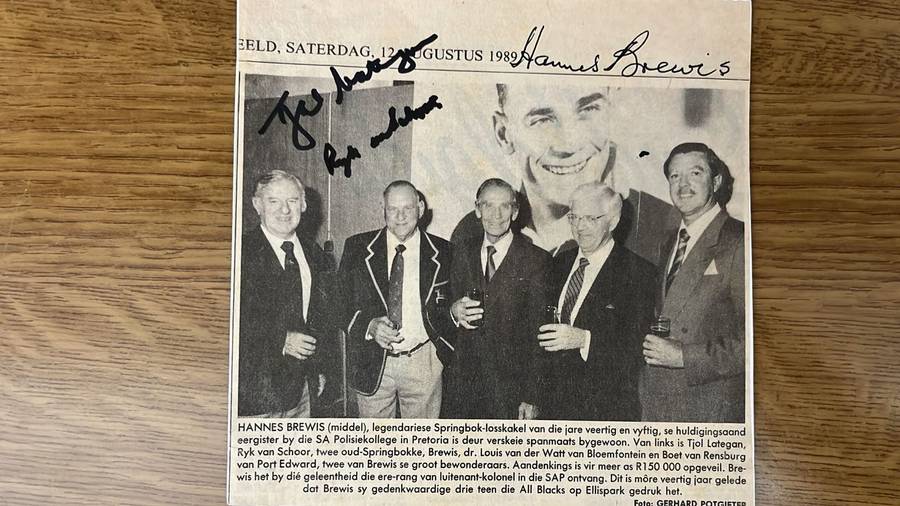 EELD, SATERDAG, 12 AUGUSTUS 1989
Hannes Brewis
Tjol Lategan
Ryk van Schoor
HANNES BREWIS (middel), legendariese Springbok-losskakel van die jare veertig en vyftig, se huldigingsaand
eergister by die SA Polisiekollege in Pretoria is deur verskeie spanmaats bygewoon. Van links is Tjol Lategan,
Ryk van Schoor, twee oud-Springbokke, Brewis, dr. Louis van der Watt van Bloemfontein en Boet van Rensburg
van Port Edward, twee van Brewis se groot bewonderaars. Aandenkings is vir meer as R150 000 opgeveil. Bre-
wis het by dié geleentheid die ere-rang van luitenant-kolonel in die SAP ontvang. Dit is môre veertig jaar gelede
dat Brewis sy gedenkwaardige drie teen die All Blacks op Ellispark gedruk het.
Foto: GERHARD POTGIETER